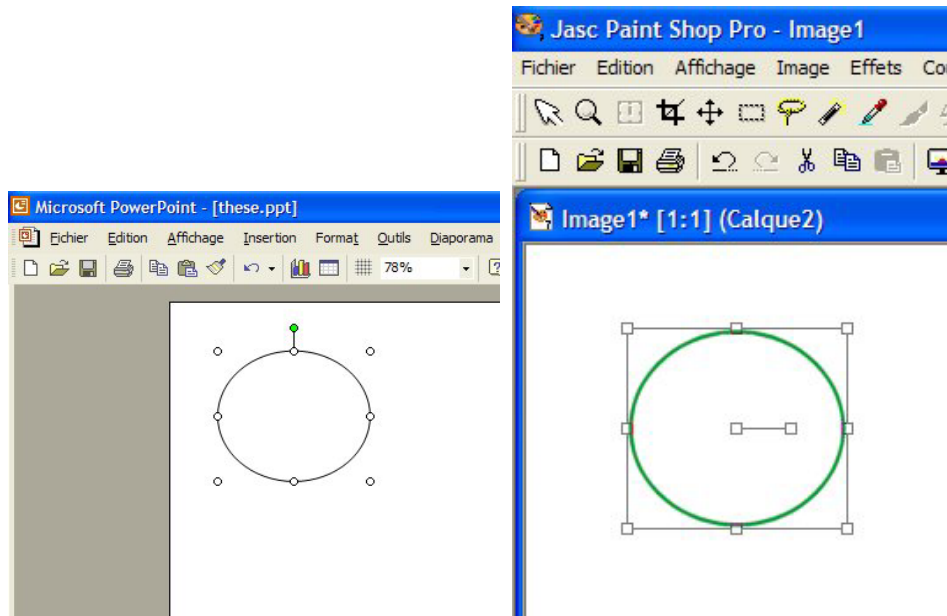 Microsoft PowerPoint - [these.ppt]
Fichier Edition Affichage Insertion Format Outils Diaporama
78%
Jasc Paint Shop Pro - Image1
Fichier Edition Affichage Image Effets
Image1* [1:1] (Calque2)